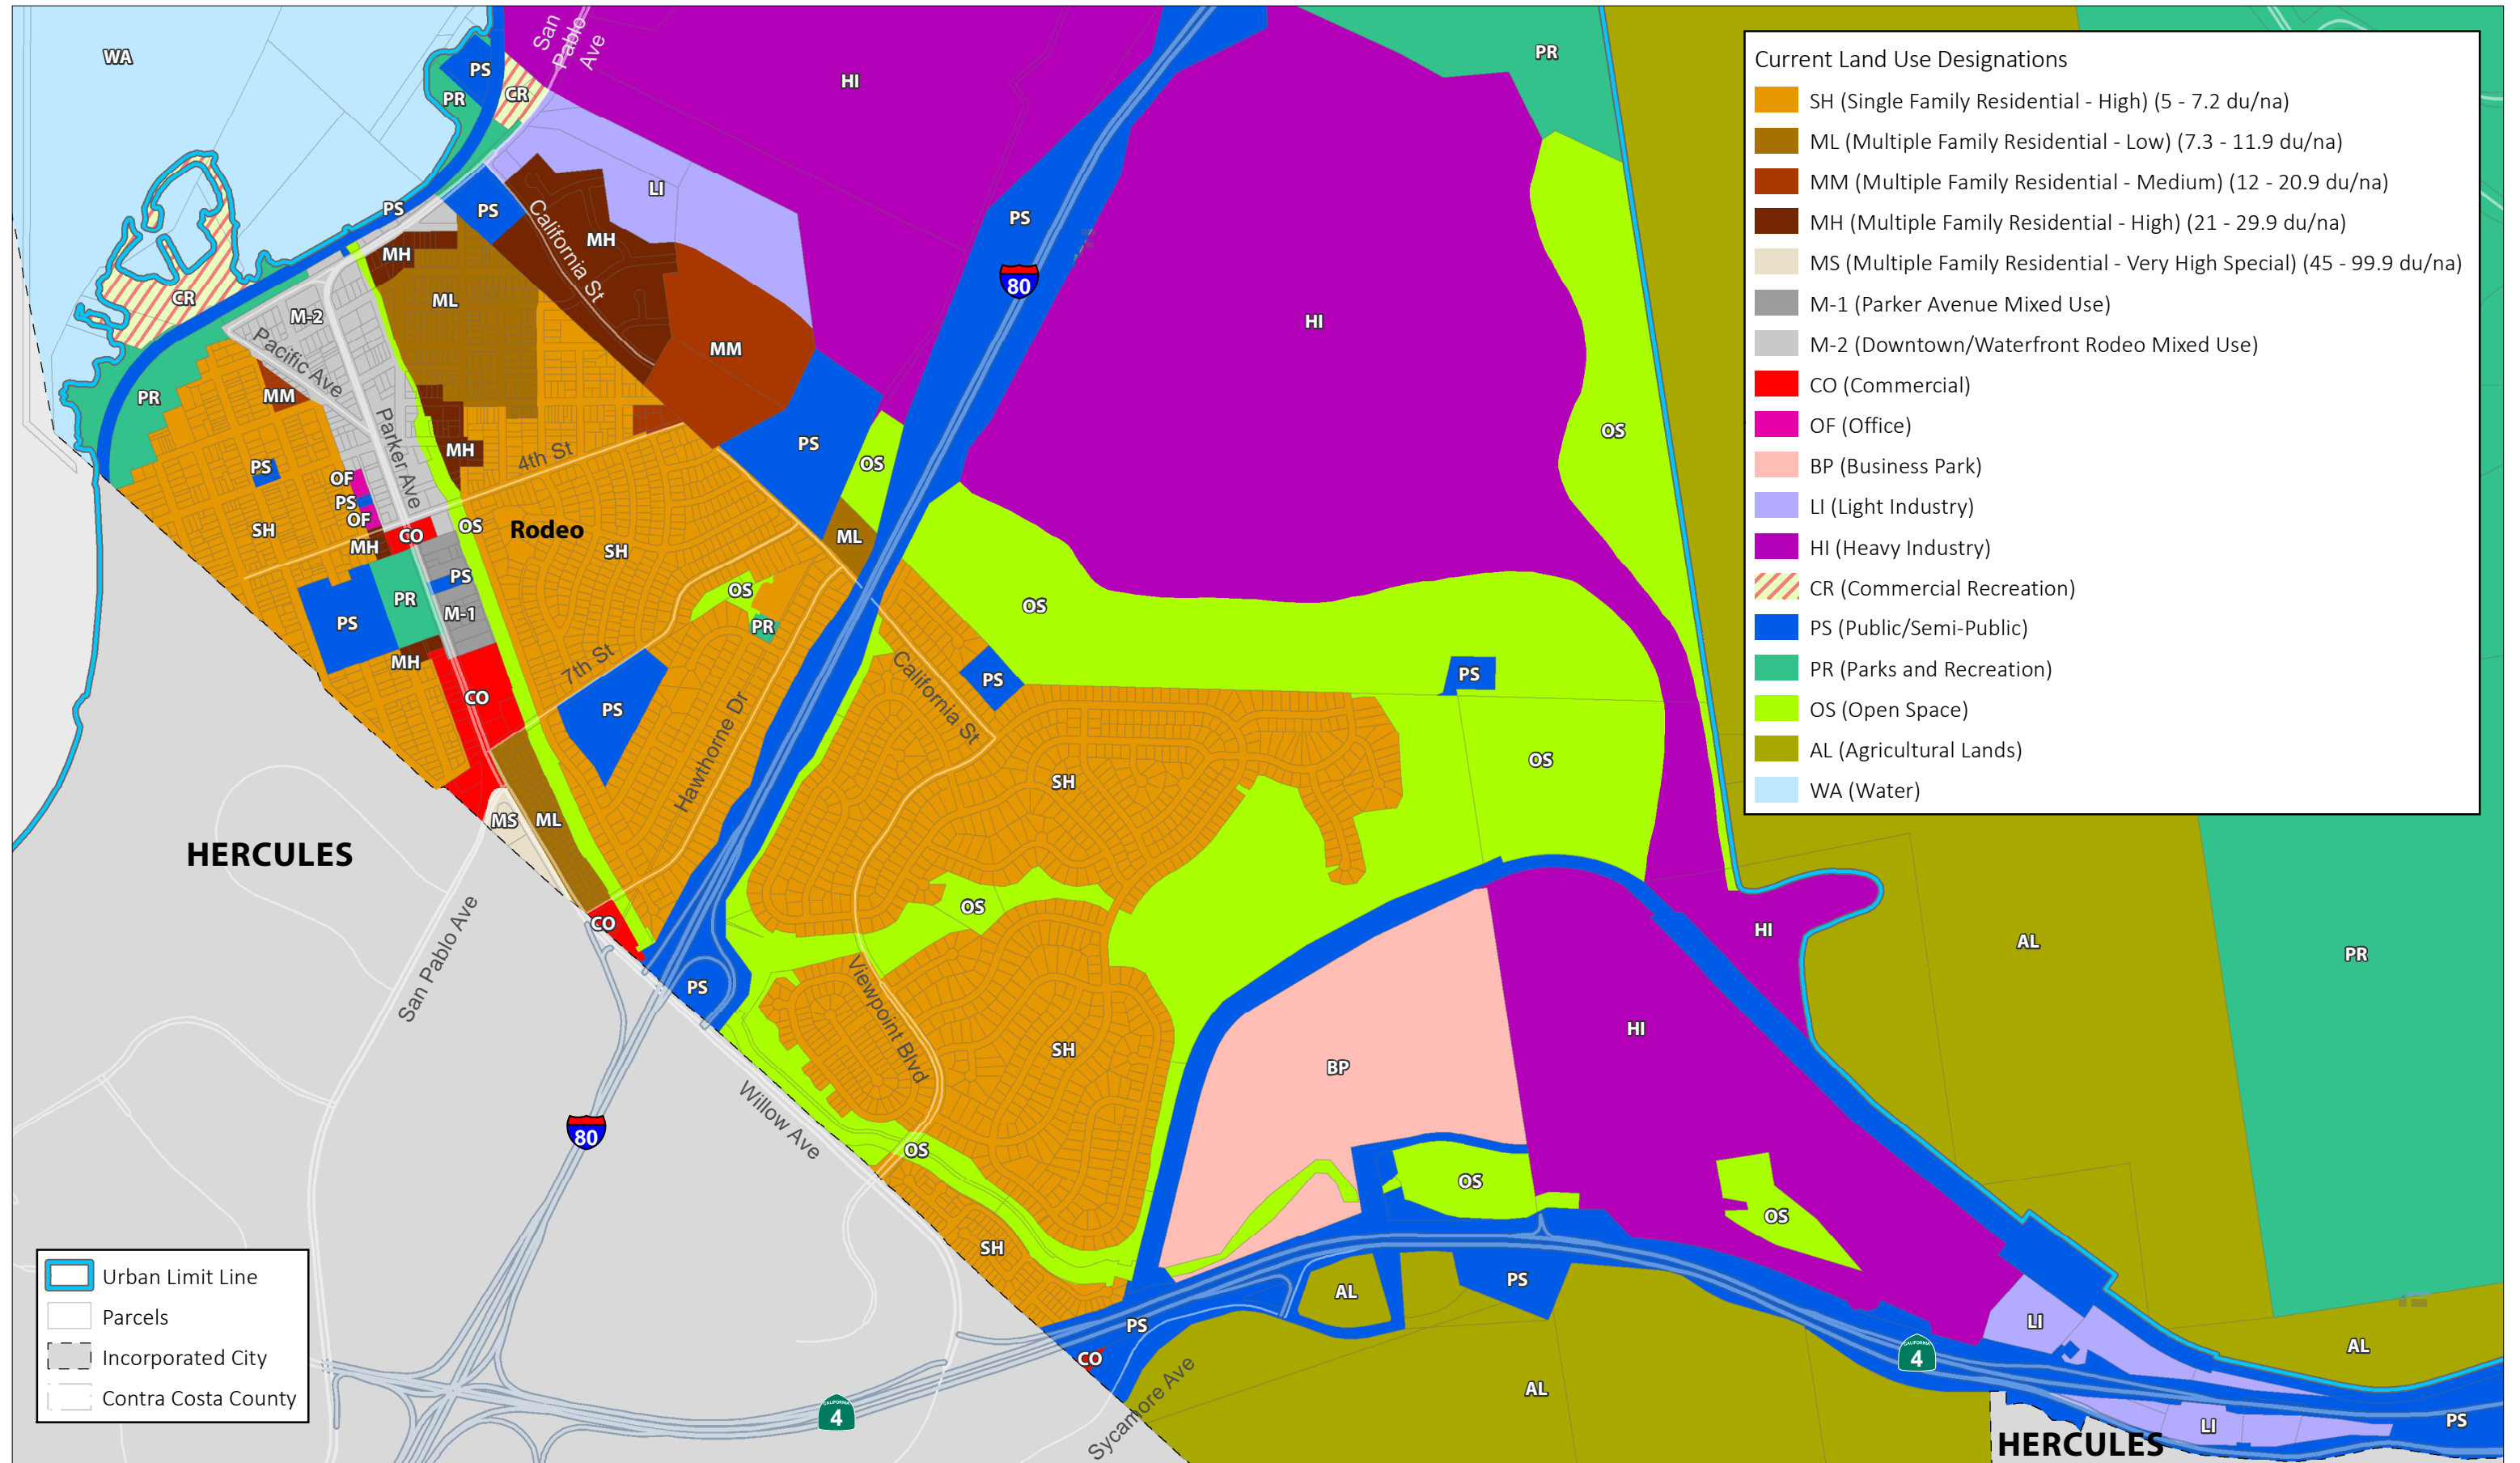 WA
PS
PR
CR
San
Pablo
Ave
HI
PR
LI
PS
PS
PS
California St
MH
MH
CR
M-2
ML
80
HI
Pacific Ave
MM
MM
PR
Parker Ave
PS
OS
OS
MH
4th St
PS
OF
PS
OF
CO
OS
Rodeo
SH
SH
MH
ML
PS
OS
OS
PR
PS
M-1
PR
MH
CO
7th St
PS
Hawthorne Dr
California St
PS
PS
OS
SH
MS
ML
HERCULES
San Pablo Ave
CO
OS
PS
HI
AL
PR
Viewpoint Blvd
SH
HI
BP
80
Willow Ave
OS
OS
OS
SH
AL
PS
PS
CO
LI
AL
4
4
AL
Sycamore Ave
LI
PS
HERCULES
Current Land Use Designations
SH (Single Family Residential - High) (5 - 7.2 du/na)
ML (Multiple Family Residential - Low) (7.3 - 11.9 du/na)
MM (Multiple Family Residential - Medium) (12 - 20.9 du/na)
MH (Multiple Family Residential - High) (21 - 29.9 du/na)
MS (Multiple Family Residential - Very High Special) (45 - 99.9 du/na)
M-1 (Parker Avenue Mixed Use)
M-2 (Downtown/Waterfront Rodeo Mixed Use)
CO (Commercial)
OF (Office)
BP (Business Park)
LI (Light Industry)
HI (Heavy Industry)
CR (Commercial Recreation)
PS (Public/Semi-Public)
PR (Parks and Recreation)
OS (Open Space)
AL (Agricultural Lands)
WA (Water)
Urban Limit Line
Parcels
Incorporated City
Contra Costa County